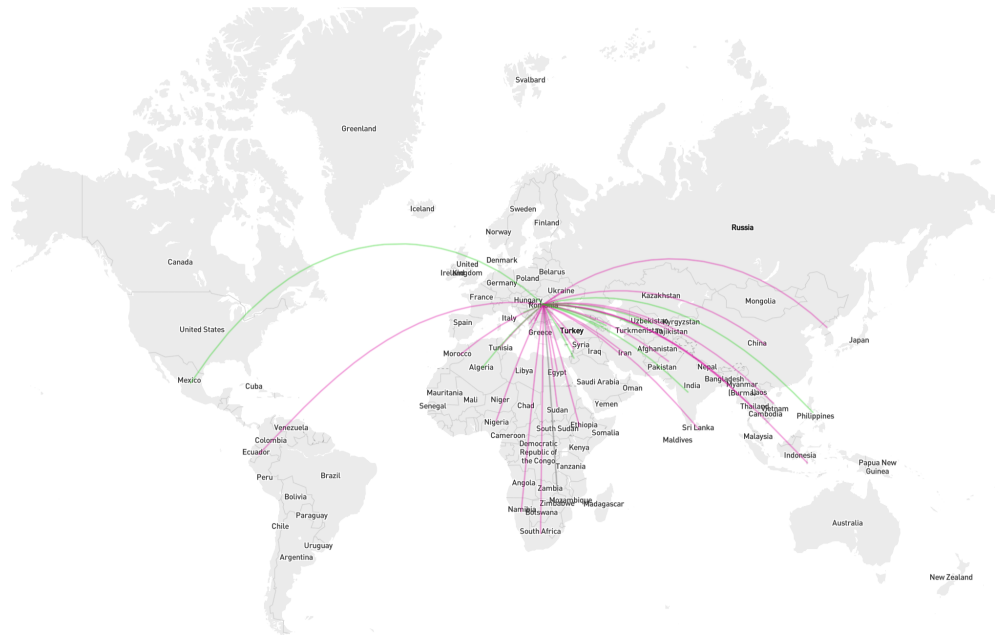 Svalbard
Greenland
Iceland
Sweden
Finland
Norway
Russia
Canada
Denmark
United
Kingdom
Ireland
Belarus
Poland
Germany
Ukraine
France
Hungary
Romania
Kazakhstan
Mongolia
Italy
Spain
United States
Greece
Turkey
Uzbekistan
Kyrgyzstan
Turkmenistan
Tajikistan
Japan
China
Syria
Tunisia
Morocco
Iraq
Iran
Afghanistan
Algeria
Libya
Egypt
Pakistan
Nepal
Mexico
Cuba
Saudi Arabia
Oman
India
Bangladesh
Myanmar
(Burma)
Laos
Mauritania
Mali
Niger
Chad
Sudan
Yemen
Senegal
Thailand
Vietnam
Cambodia
Philippines
Nigeria
Cameroon
South Sudan
Ethiopia
Somalia
Sri Lanka
Maldives
Malaysia
Venezuela
Colombia
Ecuador
Democratic
Republic of
the Congo
Kenya
Tanzania
Indonesia
Papua New
Guinea
Peru
Brazil
Angola
Zambia
Bolivia
Mozambique
Zimbabwe
Madagascar
Namibia
Botswana
Paraguay
Chile
South Africa
Australia
Uruguay
Argentina
New Zealand